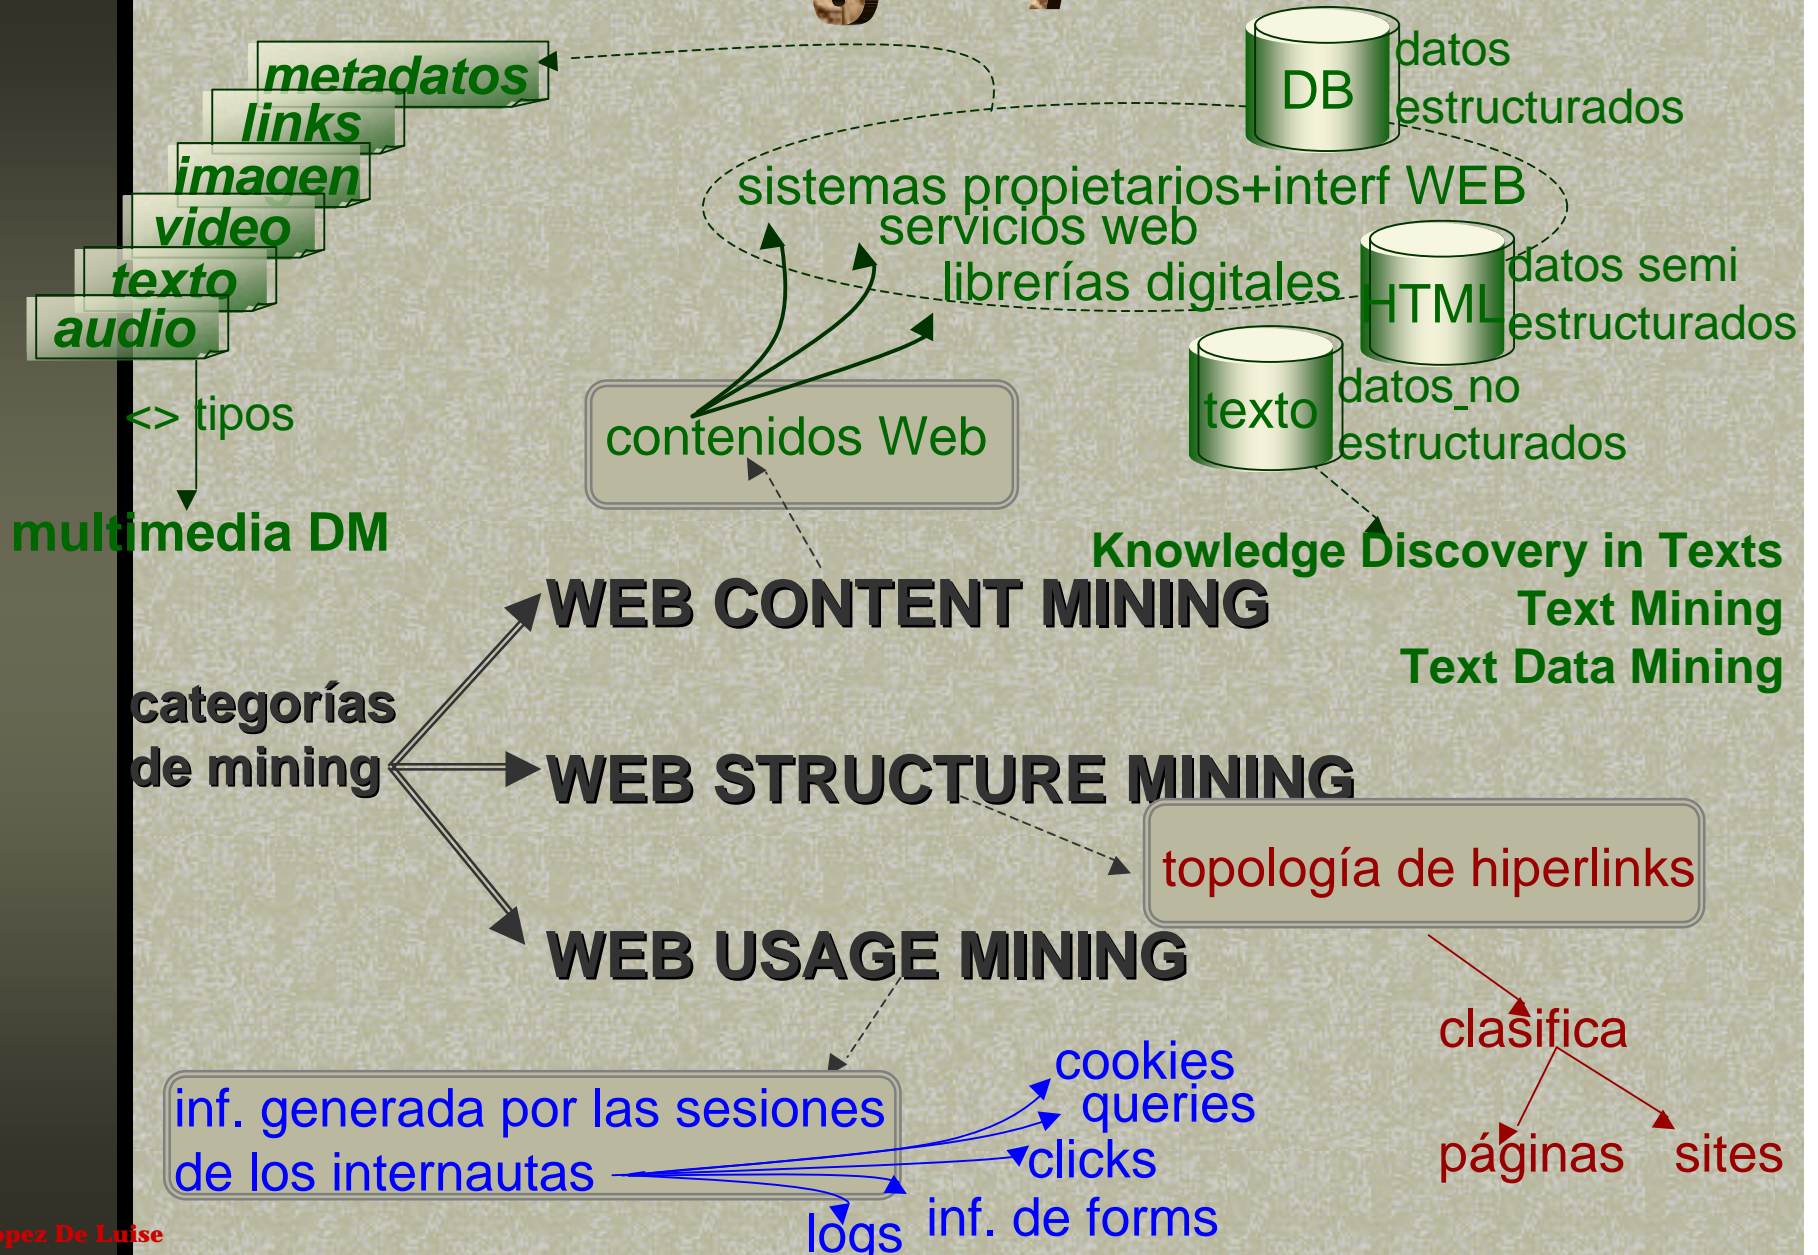 metadatos
links
imagen
video
texto
audio
<> tipos
multimedia DM
DB
datos
estructurados
sistemas propietarios+interf WEB
servicios web
librerías digitales
HTML
datos semi
estructurados
texto
datos no
estructurados
contenidos Web
Knowledge Discovery in Texts
Text Mining
Text Data Mining
WEB CONTENT MINING
categorías
de mining
WEB STRUCTURE MINING
topología de hiperlinks
WEB USAGE MINING
clasifica
páginas sites
inf. generada por las sesiones
de los internautas
cookies
queries
clicks
inf. de forms
logs
De Luise